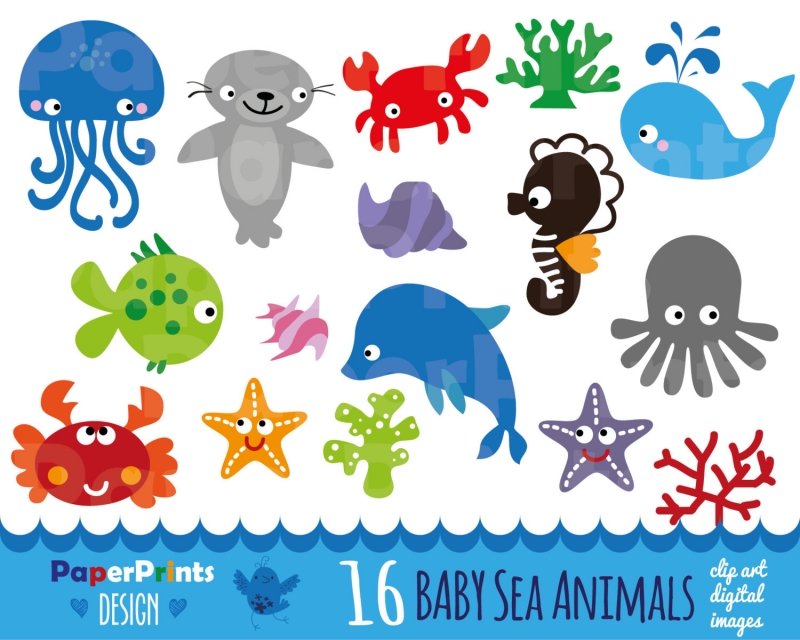 PaperPrints
DESIGN
16 BABY SEA ANIMALS
clip art
digital
images